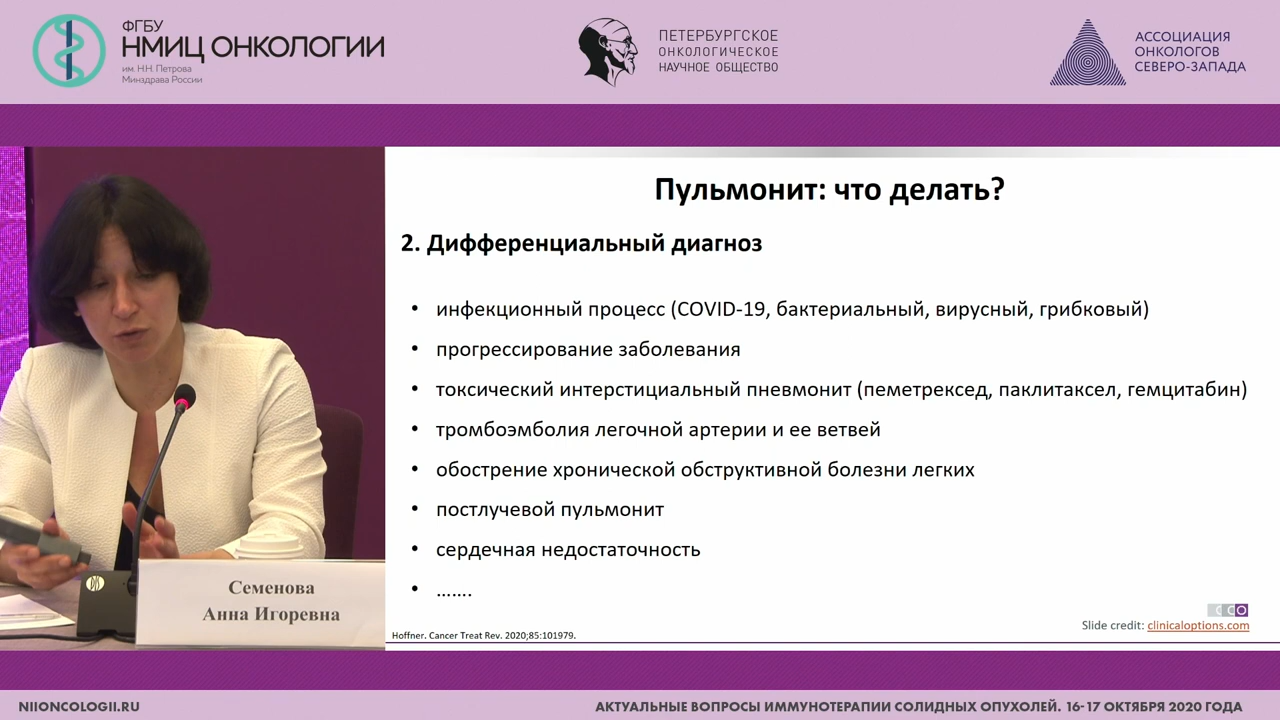 ФГБУ
НМИЦ ОНКОЛОГИИ
им. Н.Н. Петрова
Минздрава России
ПЕТЕРБУРГСКОЕ
ОНКОЛОГИЧЕСКОЕ
НАУЧНОЕ ОБЩЕСТВО
АССОЦИАЦИЯ
ОНКОЛОГОВ
СЕВЕРО-ЗАПАДА
Пульмонит: что делать?
2. Дифференциальный диагноз
• инфекционный процесс (COVID-19, бактериальный, вирусный, грибковый)
• прогрессирование заболевания
• токсический интерстициальный пневмонит (пеметрексед, паклитаксел, гемцитабин)
• тромбоэмболия легочной артерии и ее ветвей
• обострение хронической обструктивной болезни легких
• постлучевой пульмонит
• сердечная недостаточность
• …….
CCO
Slide credit: clinicaloptions.com
Hoffner. Cancer Treat Rev. 2020;85:101979.
Семенова
Анна Игоревна
NIIONCOLOGII.RU
АКТУАЛЬНЫЕ ВОПРОСЫ ИММУНОТЕРАПИИ СОЛИДНЫХ ОПУХОЛЕЙ. 16-17 ОКТЯБРЯ 2020 ГОДА